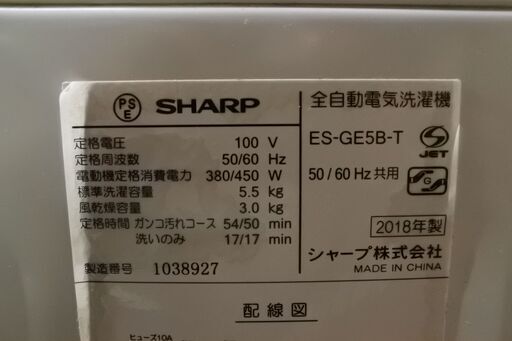 PS E SHARP
全自動電気洗濯機
定格電圧 100 V
ES-GE5B-T
JET
定格周波数 50/60 Hz
電動機定格消費電力 380/450 W
50/60Hz共用
標準洗濯容量 5.5 kg
風乾燥容量 3.0 kg
定格時間 ガンコ汚れコース 54/50 min
2018年製
洗いのみ 17/17 min
シャープ株式会社
製造番号 1038927
MADE IN CHINA
配線図
ヒューズ10A